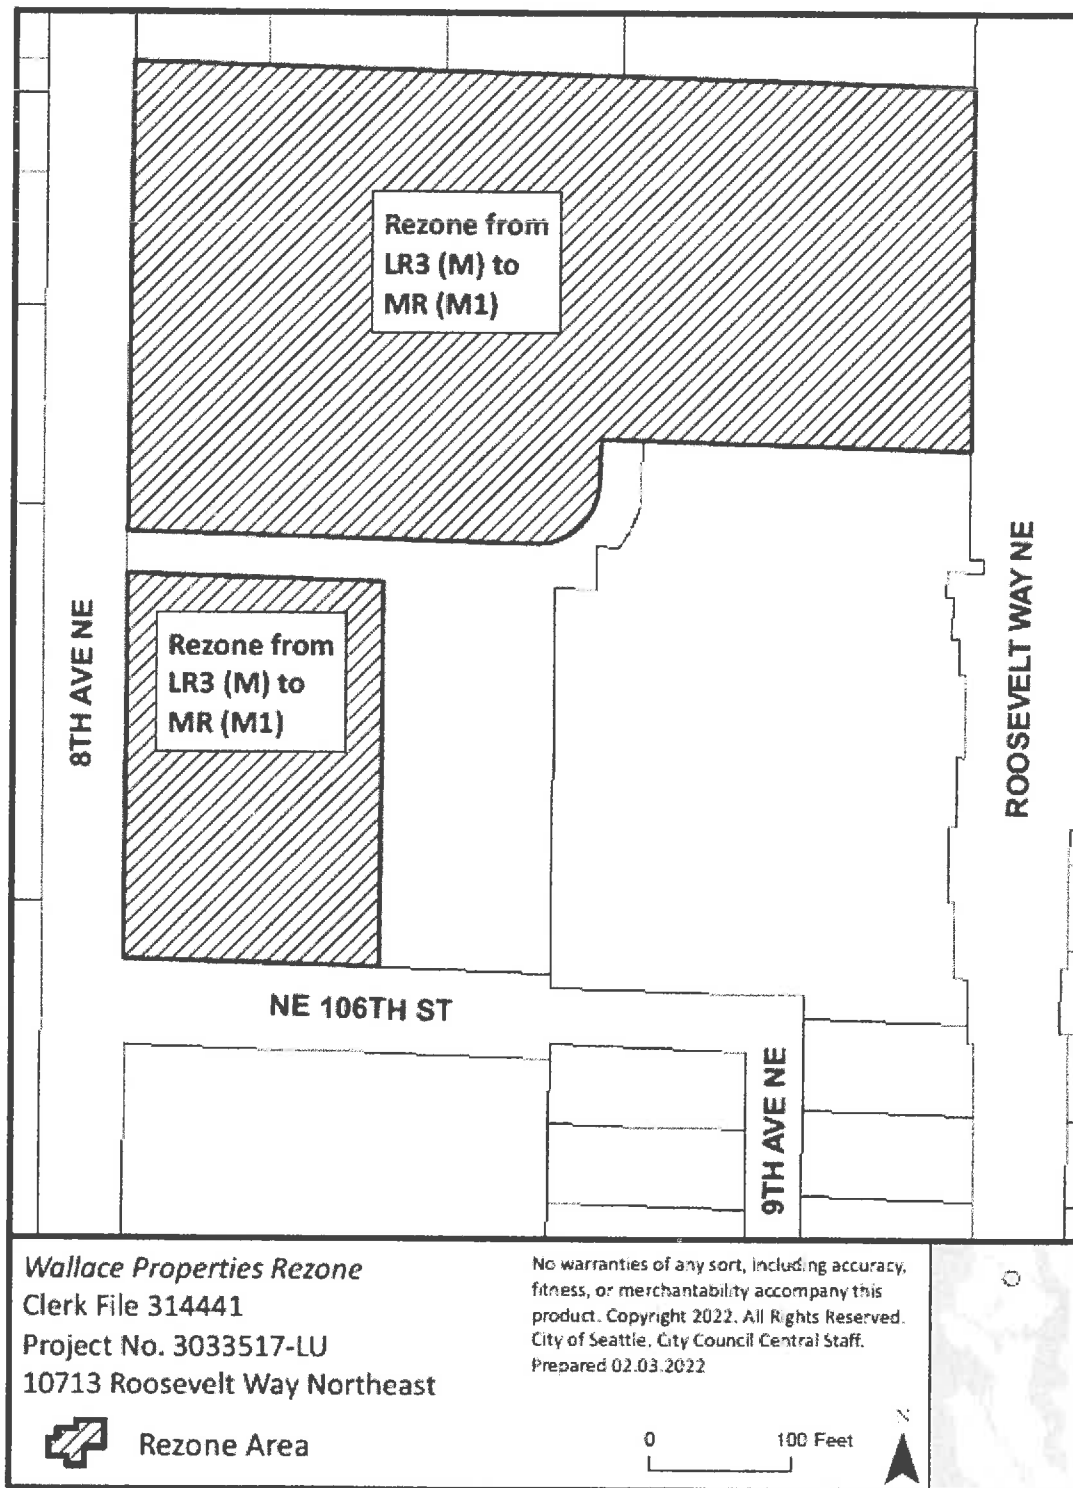 Rezone from
LR3 (M) to
MR (M1)
Rezone from
LR3 (M) to
MR (M1)
8TH AVE NE
ROOSEVELT WAY NE
NE 106TH ST
9TH AVE NE
Wallace Properties Rezone
Clerk File 314441
Project No. 3033517-LU
10713 Roosevelt Way Northeast
Rezone Area
No warranties of any sort, including accuracy,
fitness, or merchantability accompany this
product. Copyright 2022. All Rights Reserved.
City of Seattle. City Council Central Staff.
Prepared 02.03.2022
0 100 Feet
N